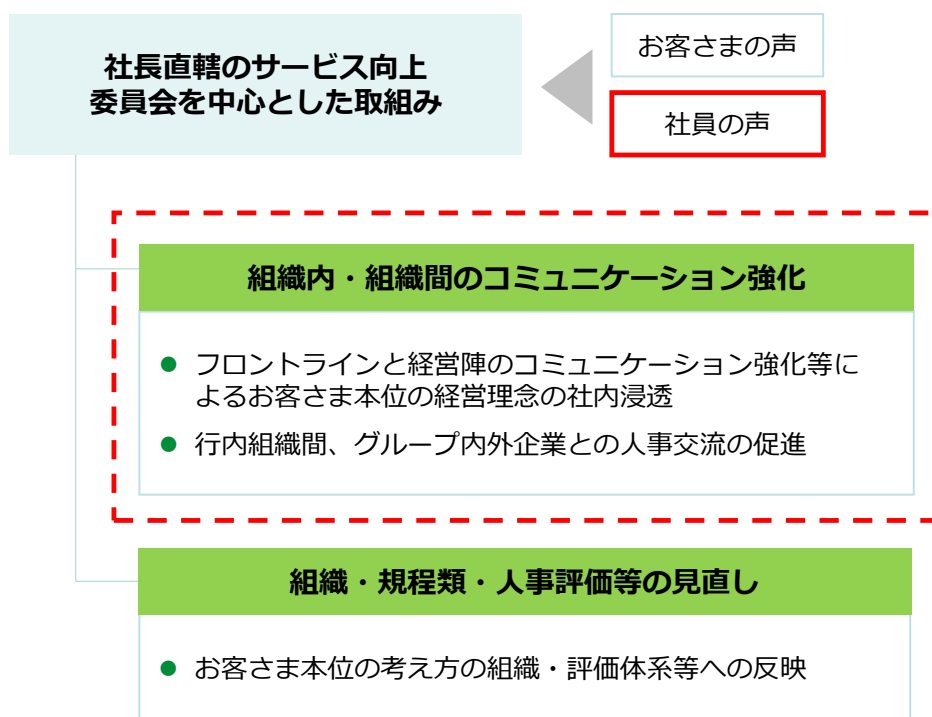 社長直轄のサービス向上
委員会を中心とした取組み
お客さまの声
社員の声
組織内・組織間のコミュニケーション強化
● フロントラインと経営陣のコミュニケーション強化等に
よるお客さま本位の経営理念の社内浸透
● 行内組織間、グループ内外企業との人事交流の促進
組織・規程類・人事評価等の見直し
● お客さま本位の考え方の組織・評価体系等への反映